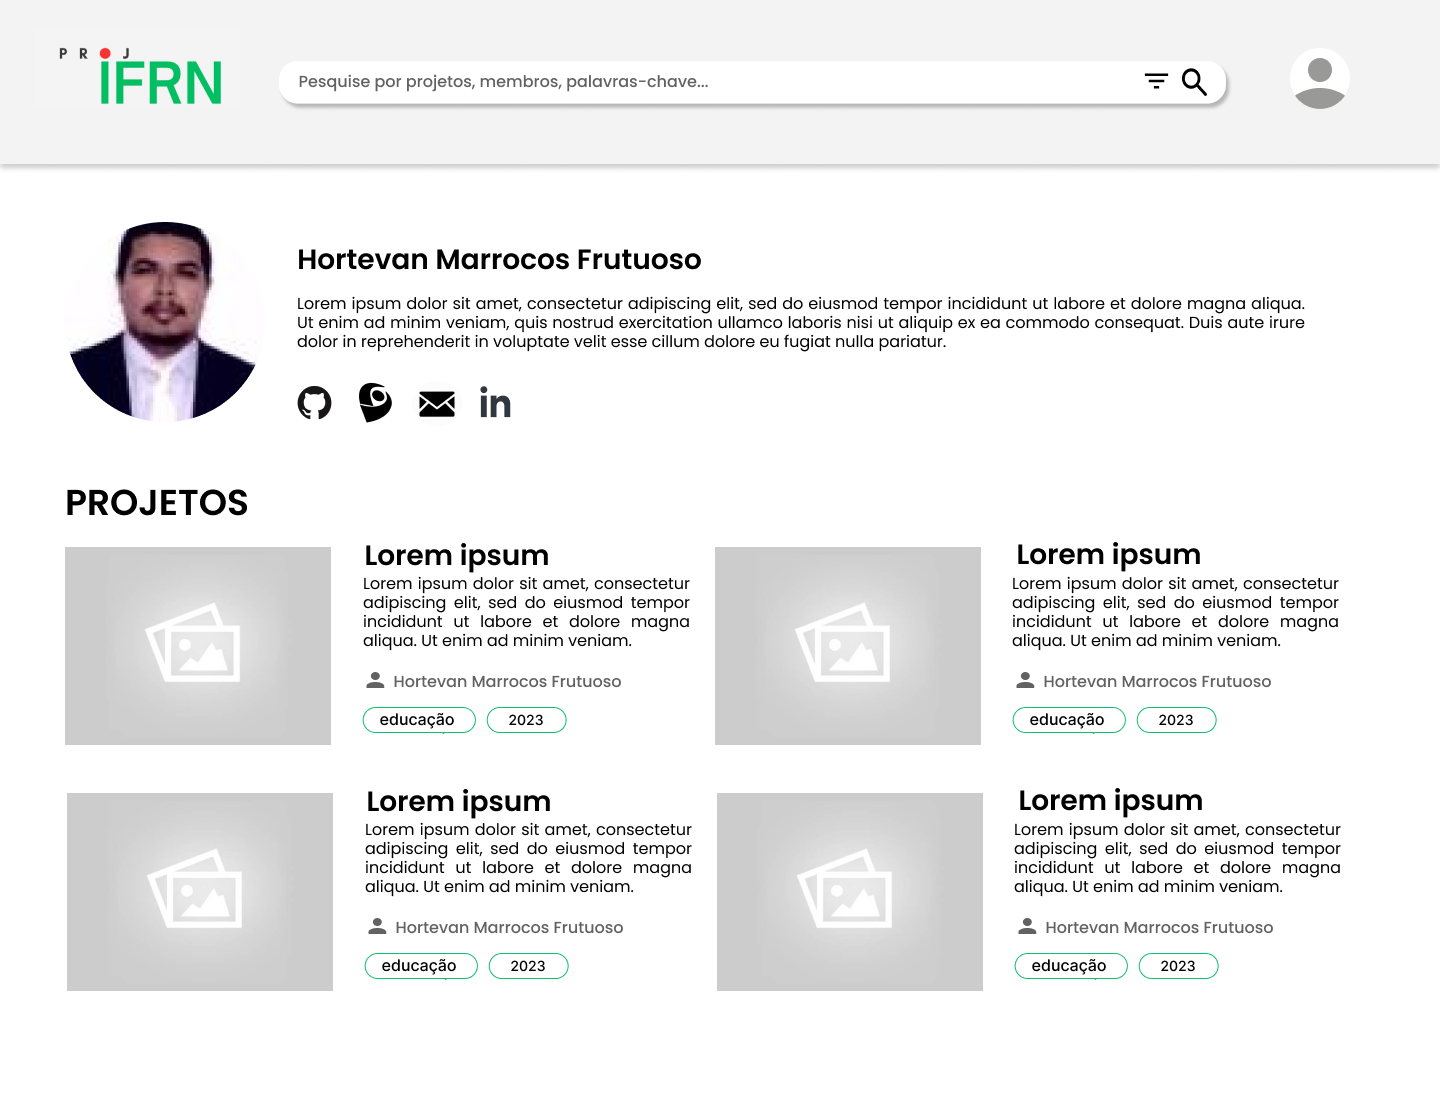 PROJ
IFRN
Pesquise por projetos, membros, palavras-chave...
Hortevan Marrocos Frutuoso
Lorem ipsum dolor sit amet, consectetur adipiscing elit, sed do eiusmod tempor incididunt ut labore et dolore magna aliqua.
Ut enim ad minim veniam, quis nostrud exercitation ullamco laboris nisi ut aliquip ex ea commodo consequat. Duis aute irure
dolor in reprehenderit in voluptate velit esse cillum dolore eu fugiat nulla pariatur.
in
PROJETOS
Lorem ipsum
Lorem ipsum dolor sit amet, consectetur
adipiscing elit, sed do eiusmod tempor
incididunt ut labore et dolore magna
aliqua. Ut enim ad minim veniam.
Hortevan Marrocos Frutuoso
educação 2023
Lorem ipsum
Lorem ipsum dolor sit amet, consectetur
adipiscing elit, sed do eiusmod tempor
incididunt ut labore et dolore magna
aliqua. Ut enim ad minim veniam.
Hortevan Marrocos Frutuoso
educação 2023
Lorem ipsum
Lorem ipsum dolor sit amet, consectetur
adipiscing elit, sed do eiusmod tempor
incididunt ut labore et dolore magna
aliqua. Ut enim ad minim veniam.
Hortevan Marrocos Frutuoso
educação 2023
Lorem ipsum
Lorem ipsum dolor sit amet, consectetur
adipiscing elit, sed do eiusmod tempor
incididunt ut labore et dolore magna
aliqua. Ut enim ad minim veniam.
Hortevan Marrocos Frutuoso
educação 2023